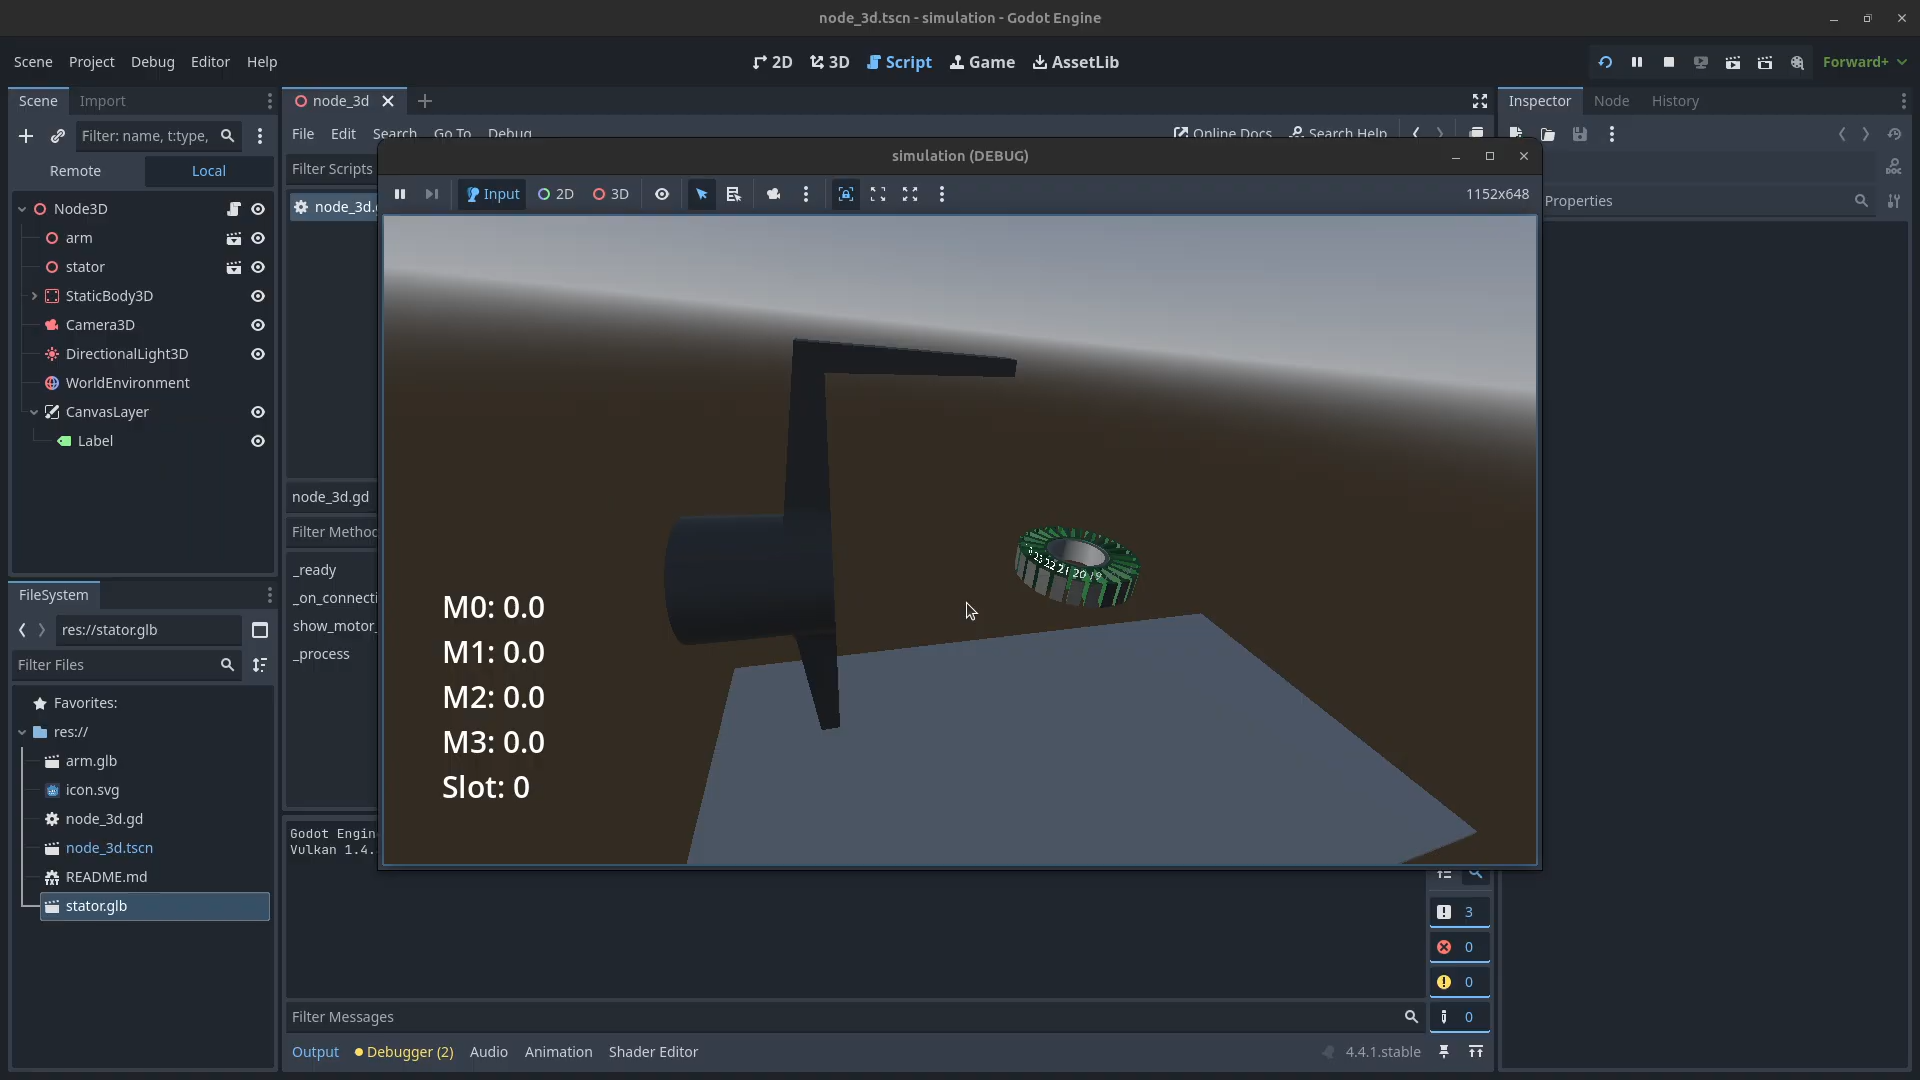 node_3d.tscn - simulation - Godot Engine
Scene Project Debug Editor Help
2D 3D Script Game AssetLib
Forward+
Scene Import
node_3d
Inspector Node History
Filter: name, t:type,
File Edit Search Go To Debug
Online Docs Search Help
Remote Local
Filter Scripts
simulation (DEBUG)
Input 2D 3D
1152x648
Properties
Node3D
arm
stator
StaticBody3D
Camera3D
DirectionalLight3D
WorldEnvironment
CanvasLayer
Label
node_3d.
node_3d.gd
Filter Methoc
_ready
_on_connecti
show_motor_
_process
23 22 21 20 19
M0: 0.0
M1: 0.0
M2: 0.0
M3: 0.0
Slot: 0
FileSystem
res://stator.glb
Filter Files
Favorites:
res://
arm.glb
icon.svg
node_3d.gd
node_3d.tscn
README.md
stator.glb
Godot Engin
Vulkan 1.4.
3
0
0
0
Filter Messages
Output Debugger (2) Audio Animation Shader Editor
4.4.1.stable